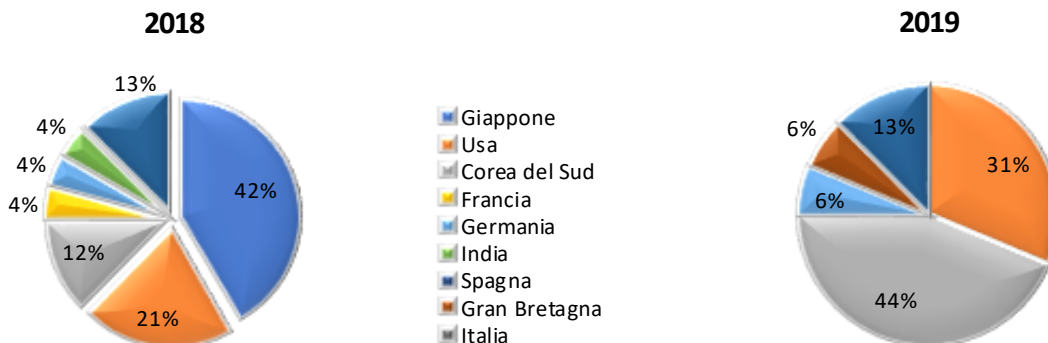 2018
2019
13%
4%
4%
4%
12%
21%
42%
Giappone
Usa
Corea del Sud
Francia
Germania
India
Spagna
Gran Bretagna
Italia
6%
13%
31%
6%
44%